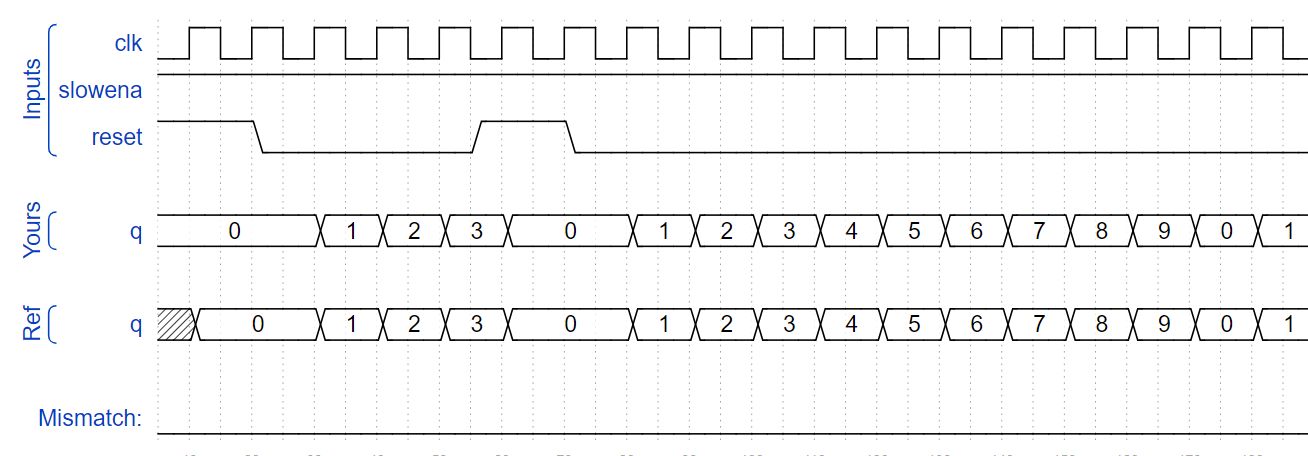 Inputs
clk
slowena
reset
Yours
q 0 1 2 3 0 1 2 3 4 5 6 7 8 9 0 1
Ref
q 0 1 2 3 0 1 2 3 4 5 6 7 8 9 0 1
Mismatch: